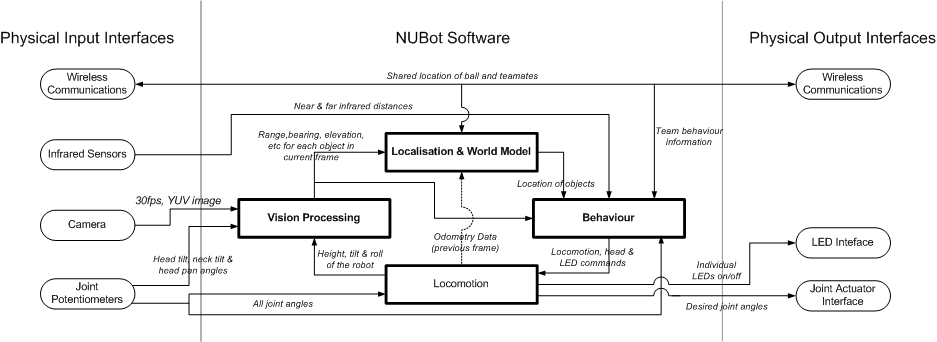 Physical Input Interfaces
NUBot Software
Physical Output Interfaces
Wireless
Communications
Shared location of ball and teamates
Wireless
Communications
Near & far infrared distances
Infrared Sensors
Range,bearing, elevation,
etc for each object in
current frame
Localisation & World Model
Team behaviour
information
Location of objects
30fps, YUV image
Camera
Vision Processing
Behaviour
Odometry Data
(previous frame)
LED Inteface
Head tilt, neck tilt &
head pan angles
Height, tilt & roll
of the robot
Locomotion, head &
LED commands
Individual
LEDs on/off
Joint
Potentiometers
Locomotion
Joint Actuator
Interface
All joint angles
Desired joint angles